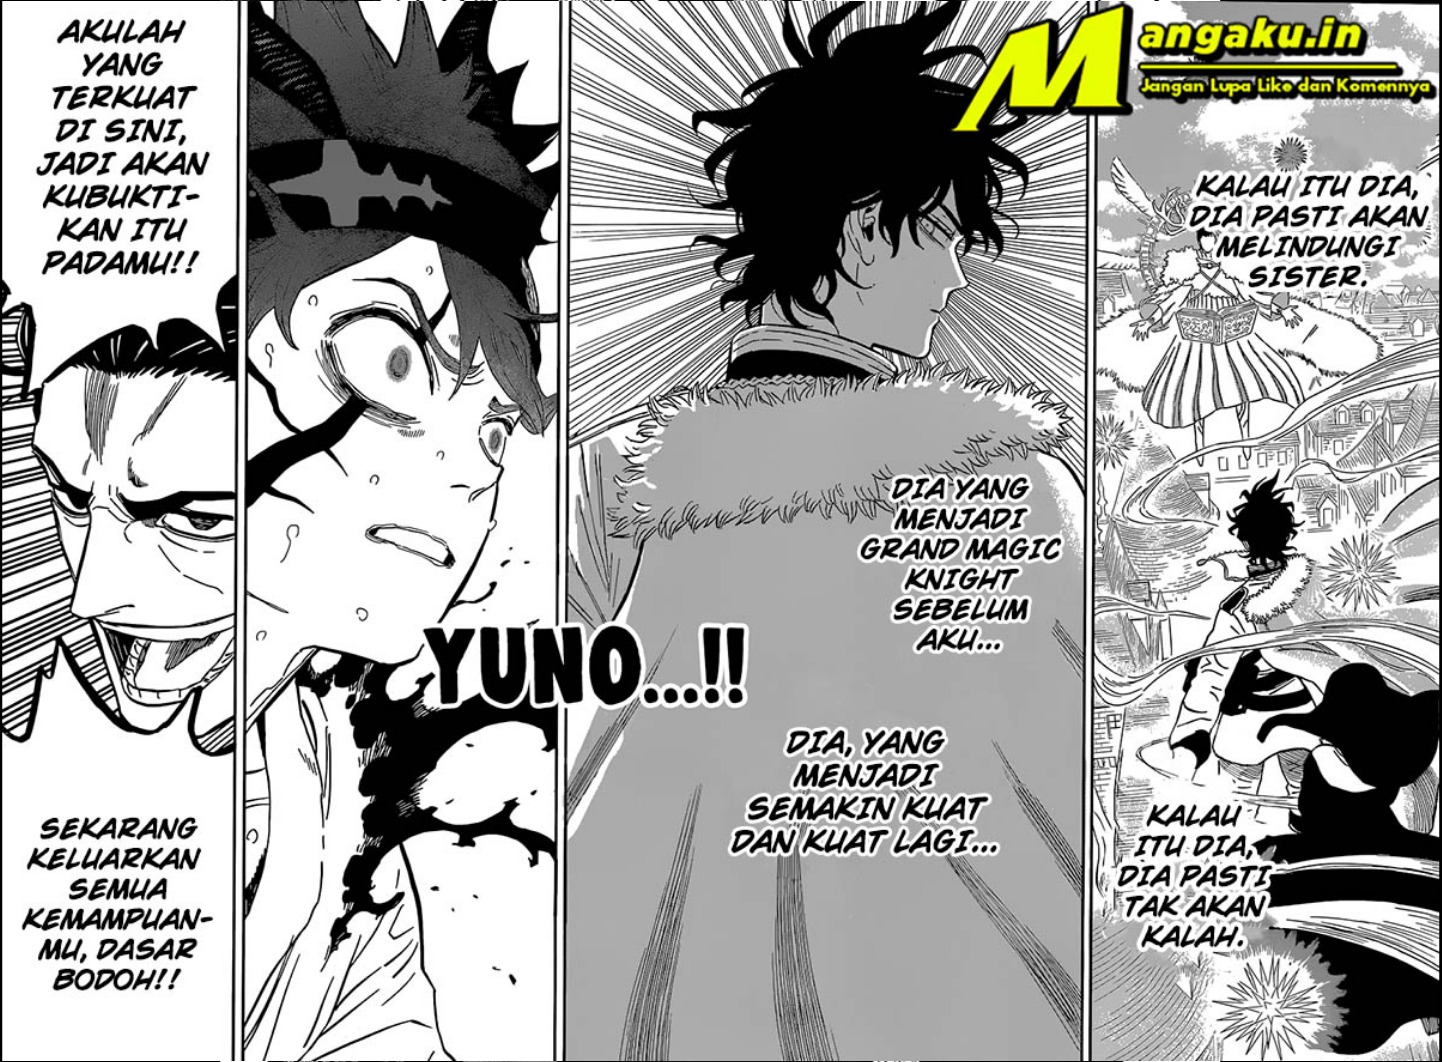 Mangaku.in
Jangan Lupa Like dan Komennya
KALAU ITU DIA,
DIA PASTI AKAN
MELINDUNGI
SISTER.
KALAU
ITU DIA,
DIA PASTI
TAK AKAN
KALAH.
DIA YANG
MENJADI
GRAND MAGIC
KNIGHT
SEBELUM
AKU...
DIA, YANG
MENJADI
SEMAKIN KUAT
DAN KUAT LAGI...
YUNO...!!
AKULAH
YANG
TERKUAT
DI SINI,
JADI AKAN
KUBUKTI-
KAN ITU
PADAMU!!
SEKARANG
KELUARKAN
SEMUA
KEMAMPUAN-
MU, DASAR
BODOH!!